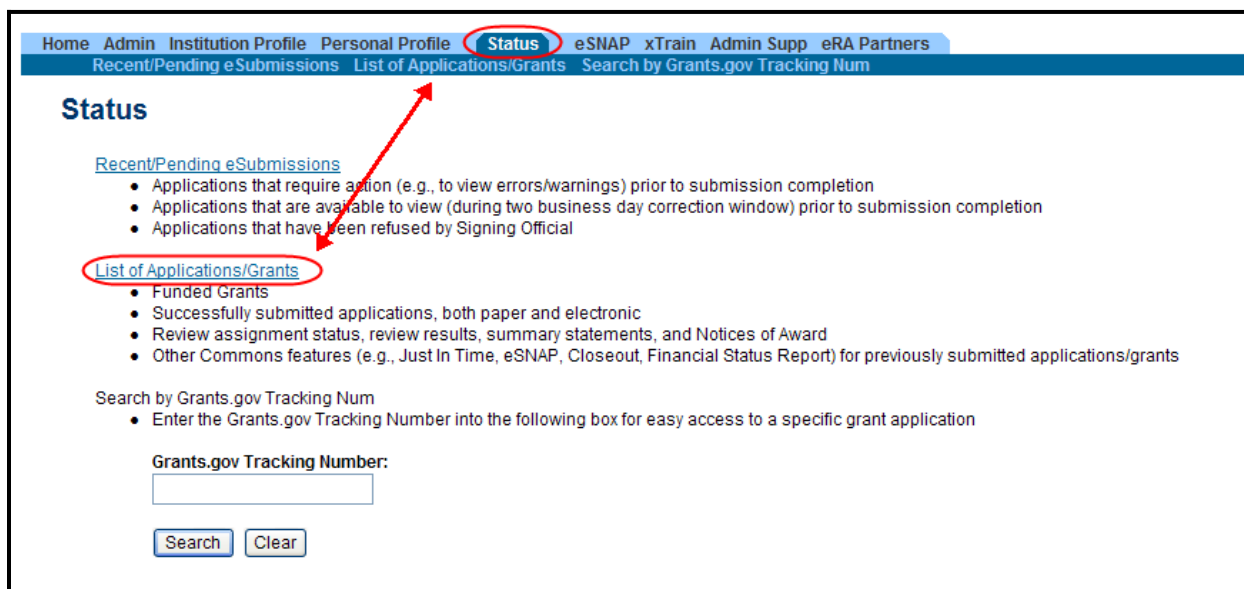 Home Admin Institution Profile Personal Profile Status eSNAP xTrain Admin Supp eRA Partners
Recent/Pending eSubmissions List of Applications/Grants Search by Grants.gov Tracking Num
Status
Recent/Pending eSubmissions
• Applications that require action (e.g., to view errors/warnings) prior to submission completion
• Applications that are available to view (during two business day correction window) prior to submission completion
• Applications that have been refused by Signing Official
List of Applications/Grants
• Funded Grants
• Successfully submitted applications, both paper and electronic
• Review assignment status, review results, summary statements, and Notices of Award
• Other Commons features (e.g., Just In Time, eSNAP, Closeout, Financial Status Report) for previously submitted applications/grants
Search by Grants.gov Tracking Num
• Enter the Grants.gov Tracking Number into the following box for easy access to a specific grant application
Grants.gov Tracking Number:
Search Clear